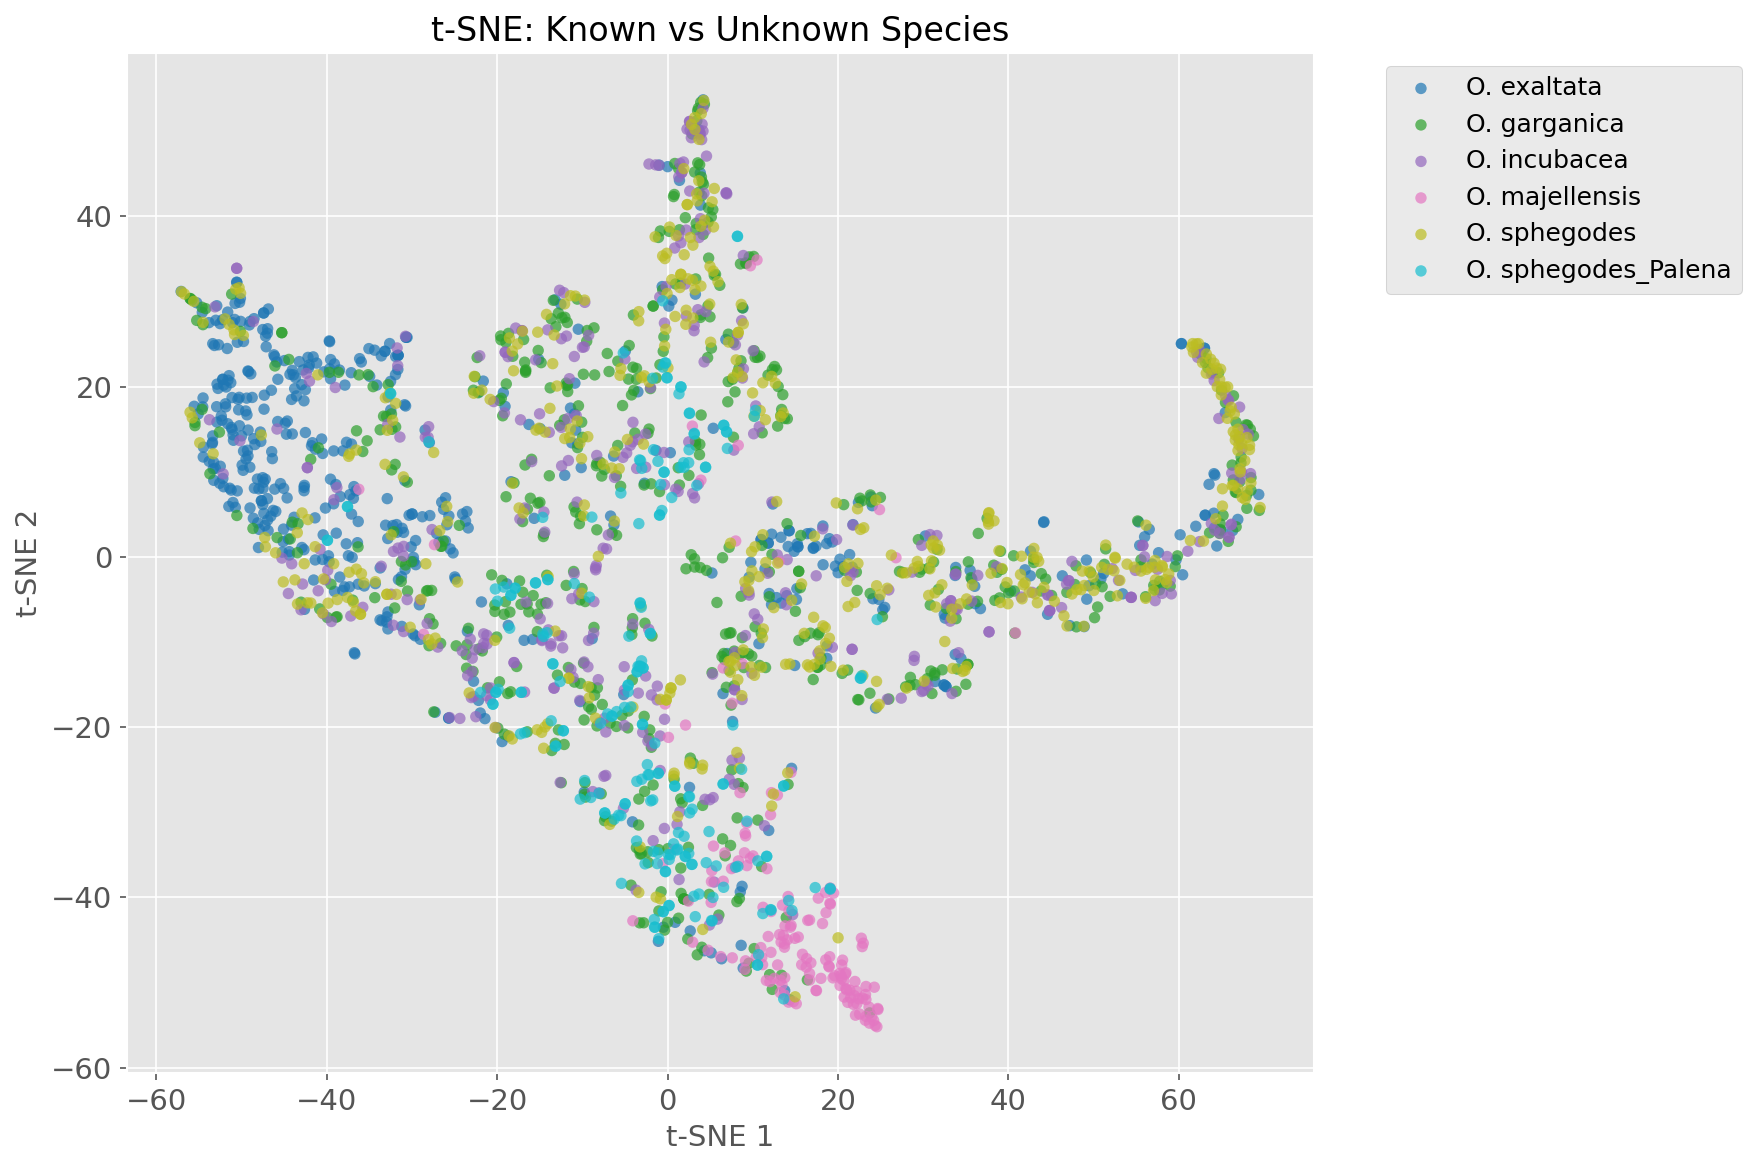 t-SNE: Known vs Unknown Species
O. exaltata
O. garganica
O. incubacea
O. majellensis
O. sphegodes
O. sphegodes_Palena
40
20
0
−20
−40
−60
t-SNE 2
−60 −40 −20 0 20 40 60
t-SNE 1